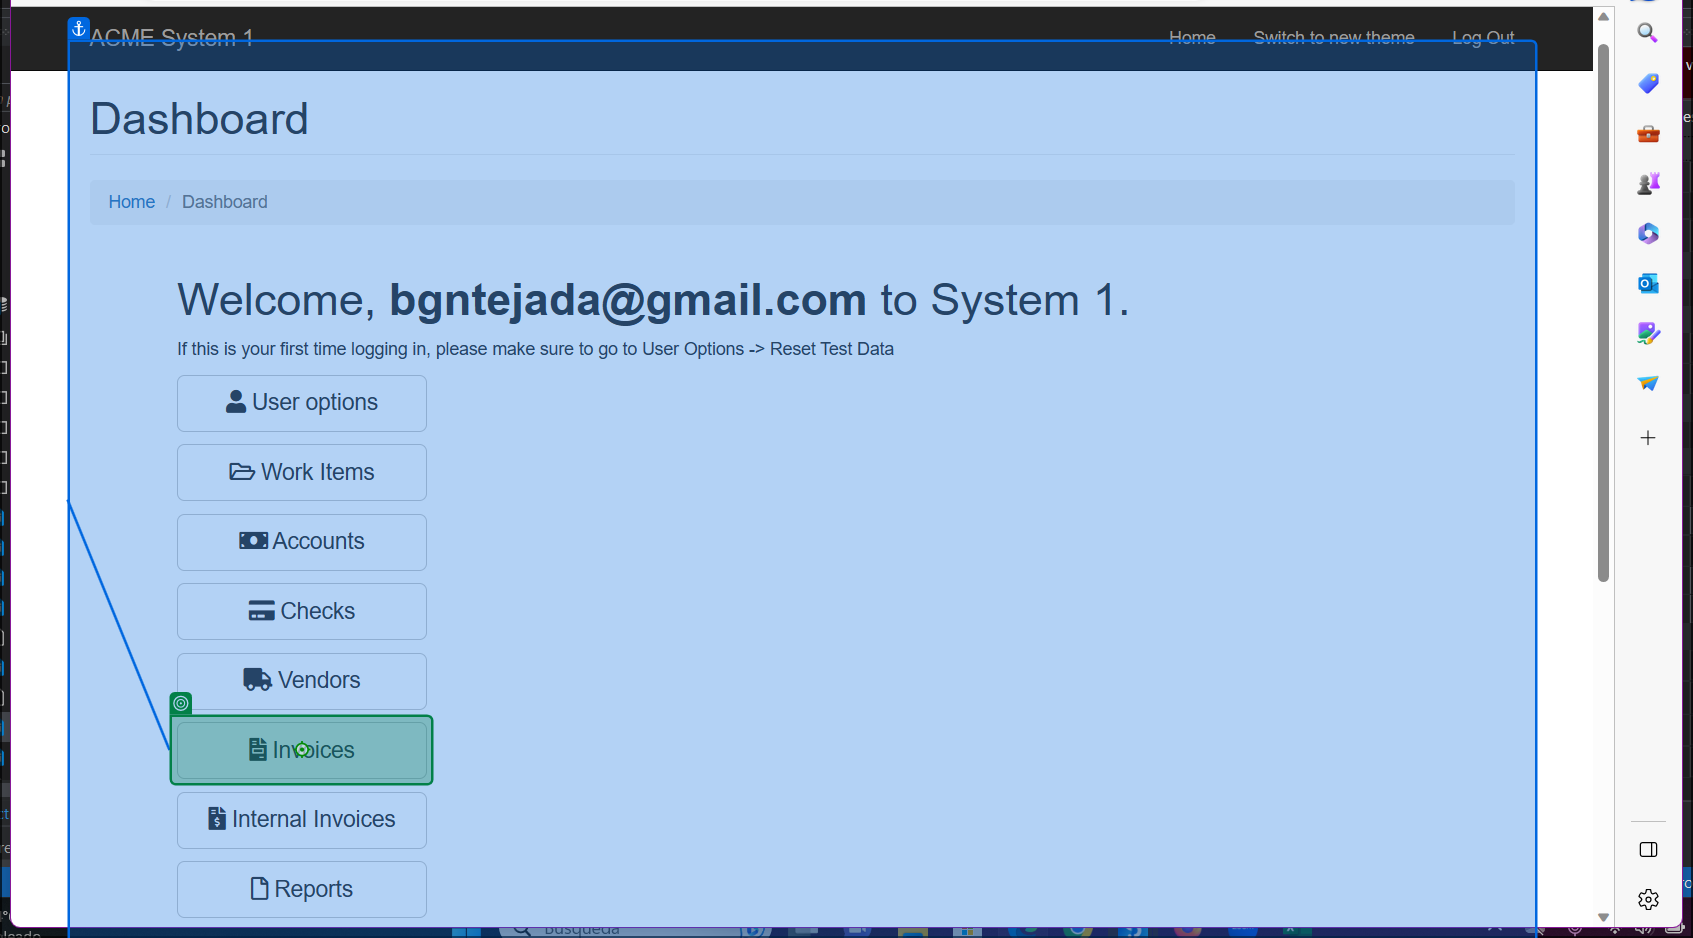 ACME System 1
Home Switch to new theme Log Out
Dashboard
Home / Dashboard
Welcome, bgntejada@gmail.com to System 1.
If this is your first time logging in, please make sure to go to User Options -> Reset Test Data
User options
Work Items
Accounts
Checks
Vendors
Invoices
Internal Invoices
Reports
Búsqueda